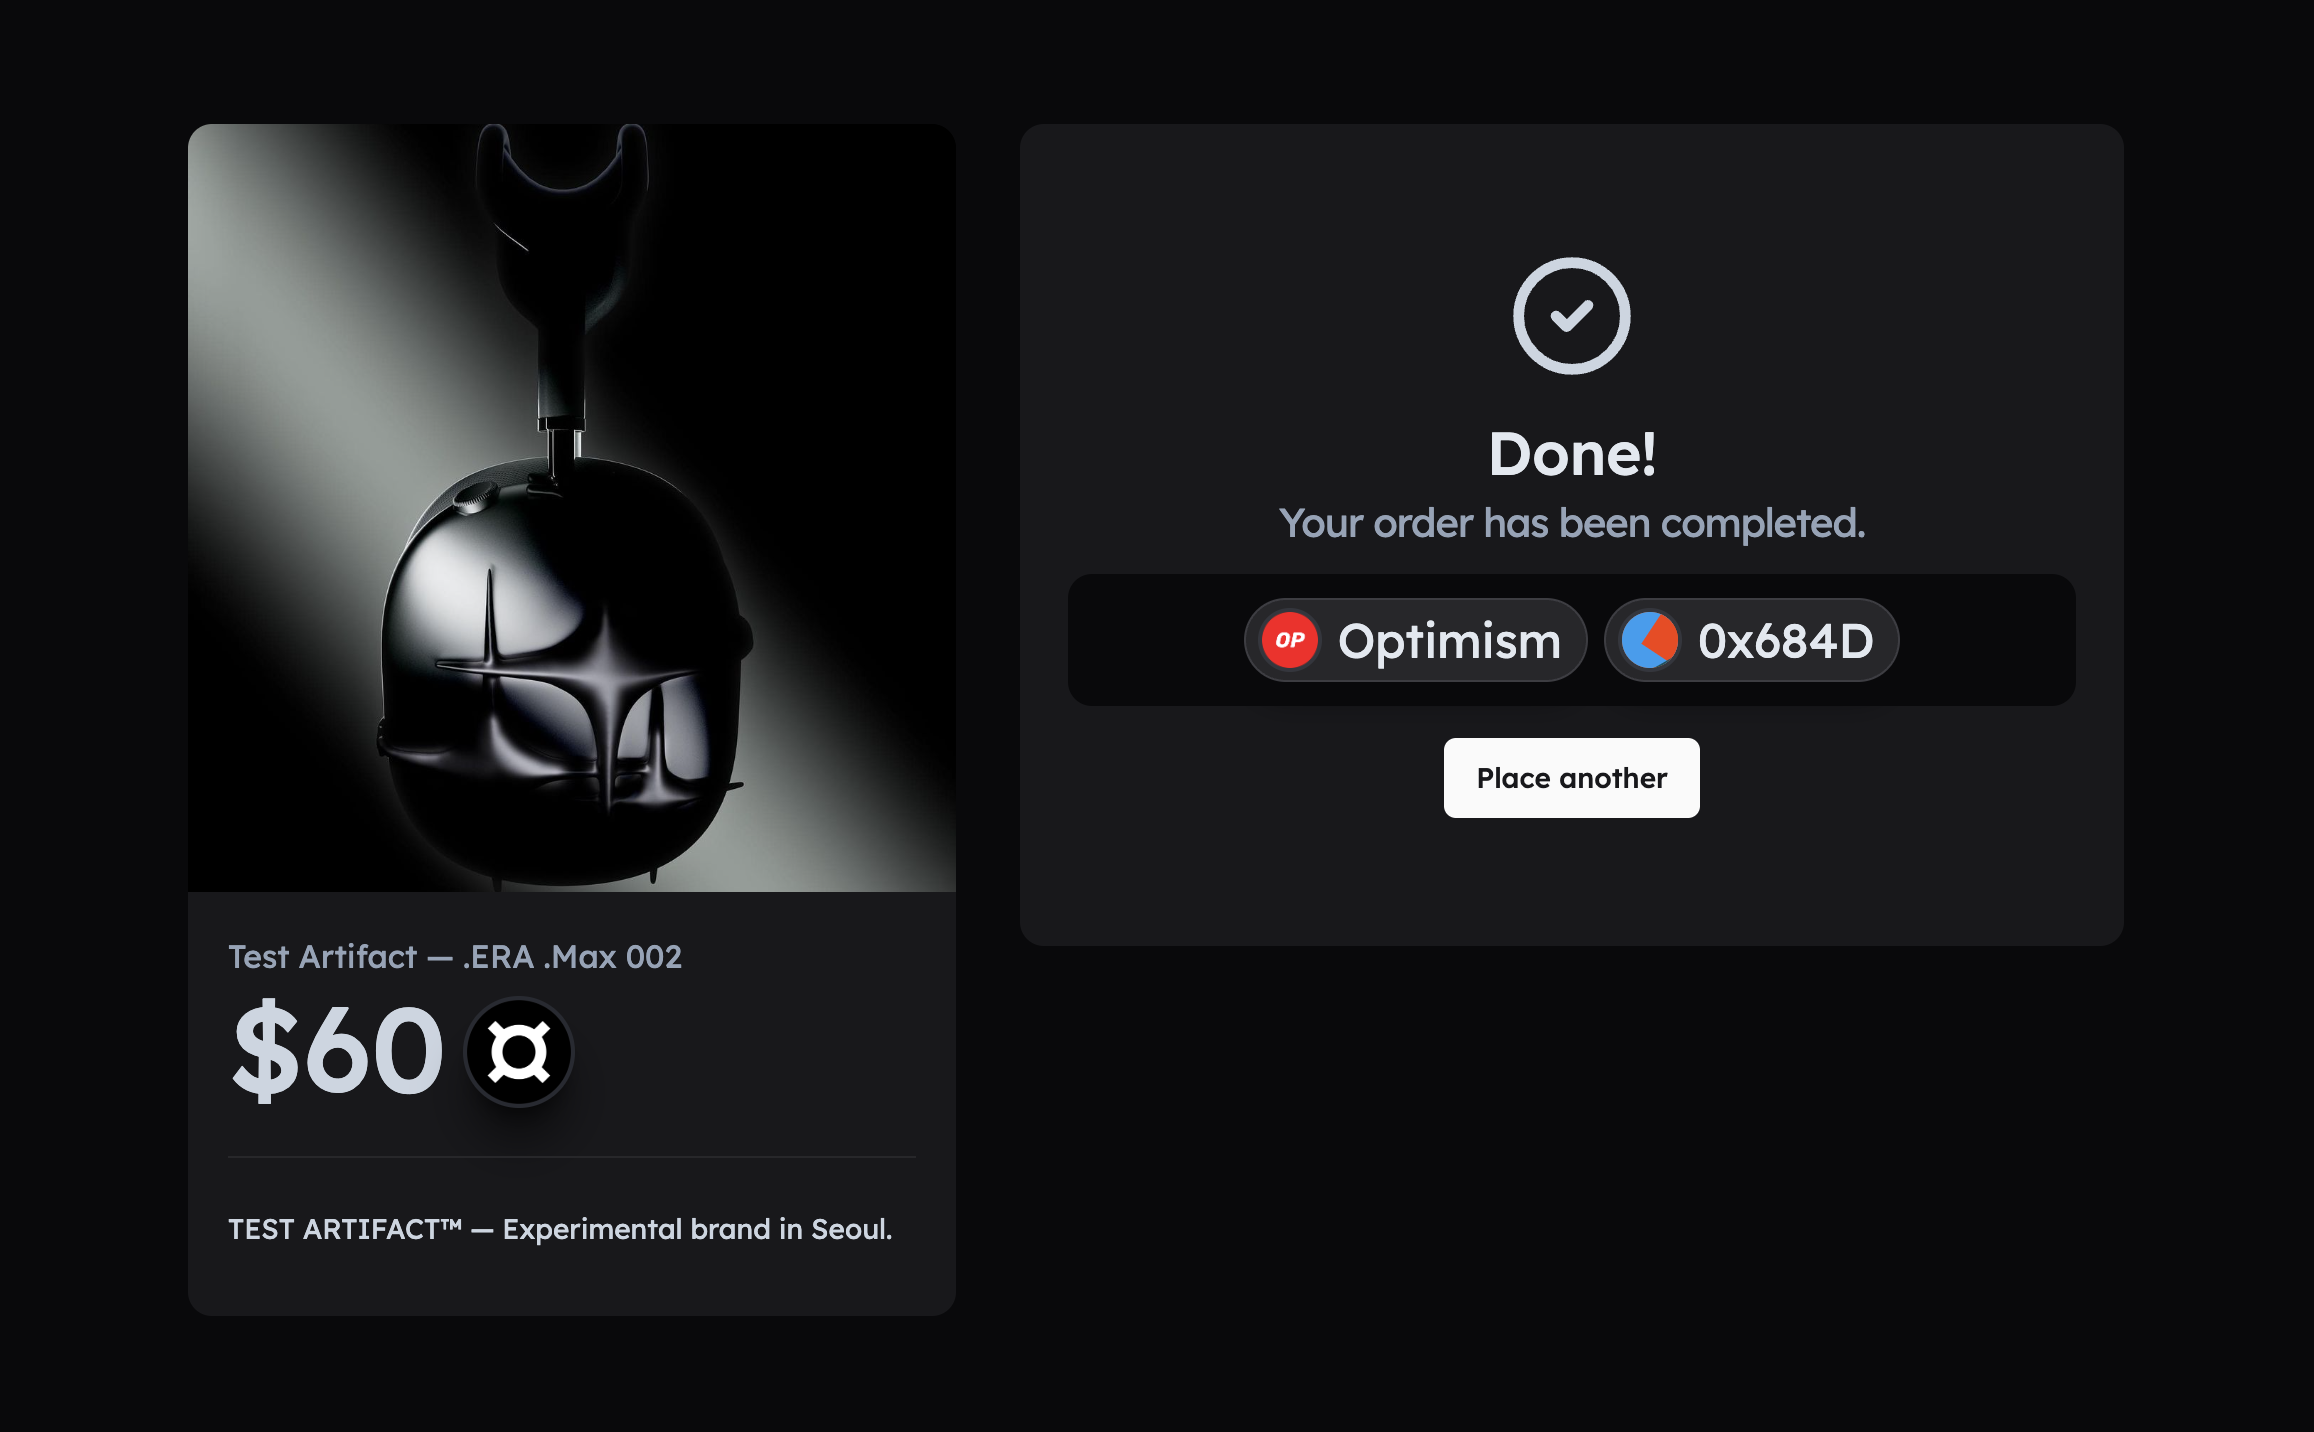 Test Artifact — .ERA .Max 002
$60
TEST ARTIFACT™ — Experimental brand in Seoul.
Done!
Your order has been completed.
OP Optimism 0x684D
Place another